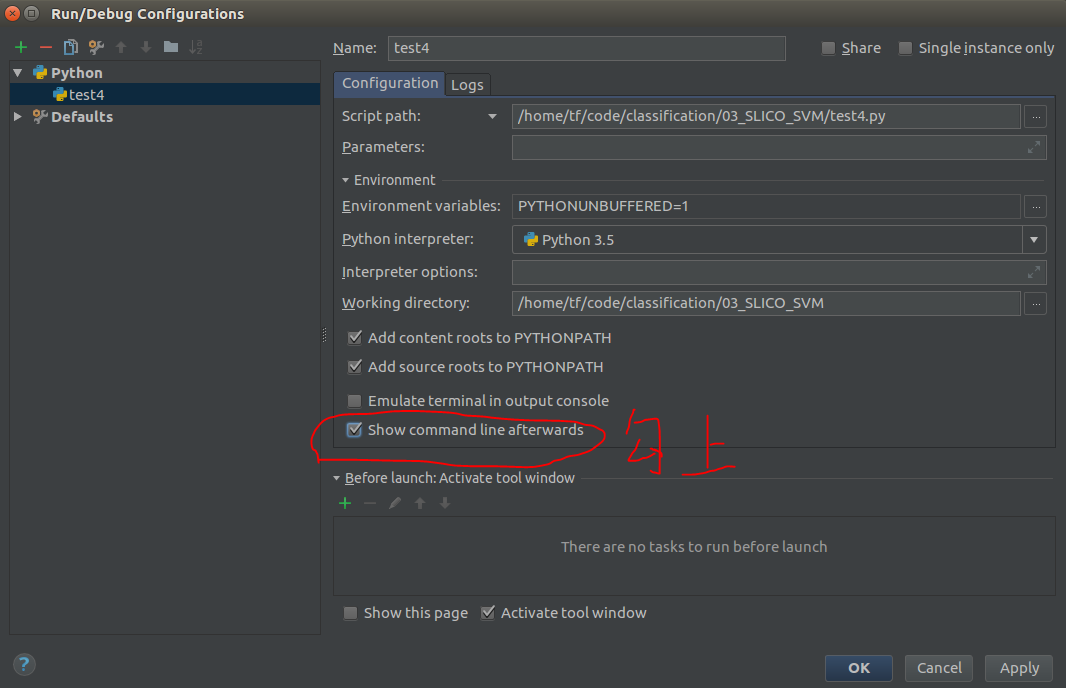 Run/Debug Configurations
Name: test4 Share Single instance only
Python
test4
Defaults
Configuration Logs
Script path: /home/tf/code/classification/03_SLICO_SVM/test4.py ...
Parameters:
Environment
Environment variables: PYTHONUNBUFFERED=1 ...
Python interpreter: Python 3.5
Interpreter options:
Working directory: /home/tf/code/classification/03_SLICO_SVM ...
Add content roots to PYTHONPATH
Add source roots to PYTHONPATH
Emulate terminal in output console
Show command line afterwards 勾上
Before launch: Activate tool window
There are no tasks to run before launch
Show this page Activate tool window
? OK Cancel Apply